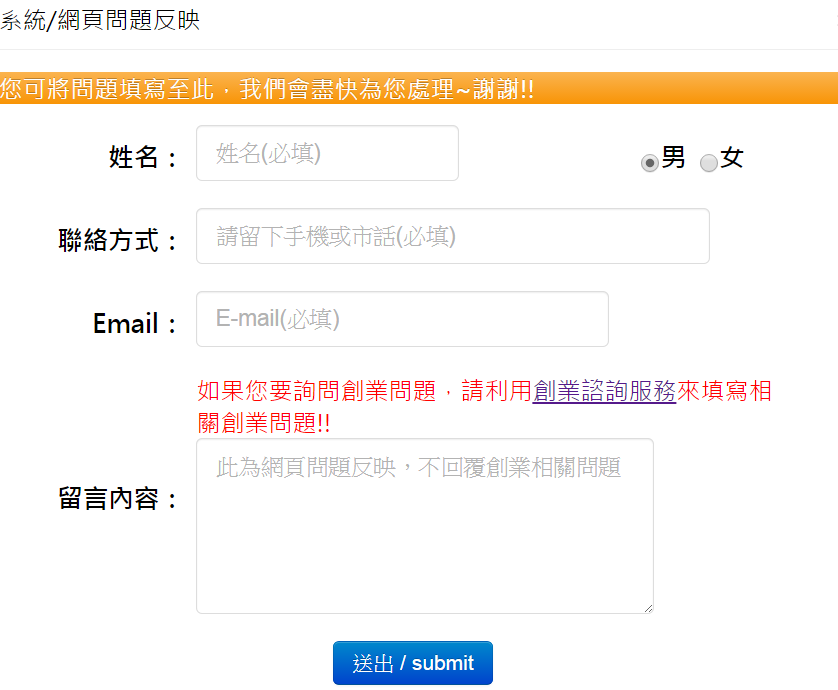 系統/網頁問題反映
您可將問題填寫至此，我們會盡快為您處理~謝謝!!
姓名： 姓名(必填) 男 女
聯絡方式： 請留下手機或市話(必填)
Email： E-mail(必填)
如果您要詢問創業問題，請利用創業諮詢服務來填寫相
關創業問題!!
此為網頁問題反映，不回覆創業相關問題
留言內容：
送出 / submit